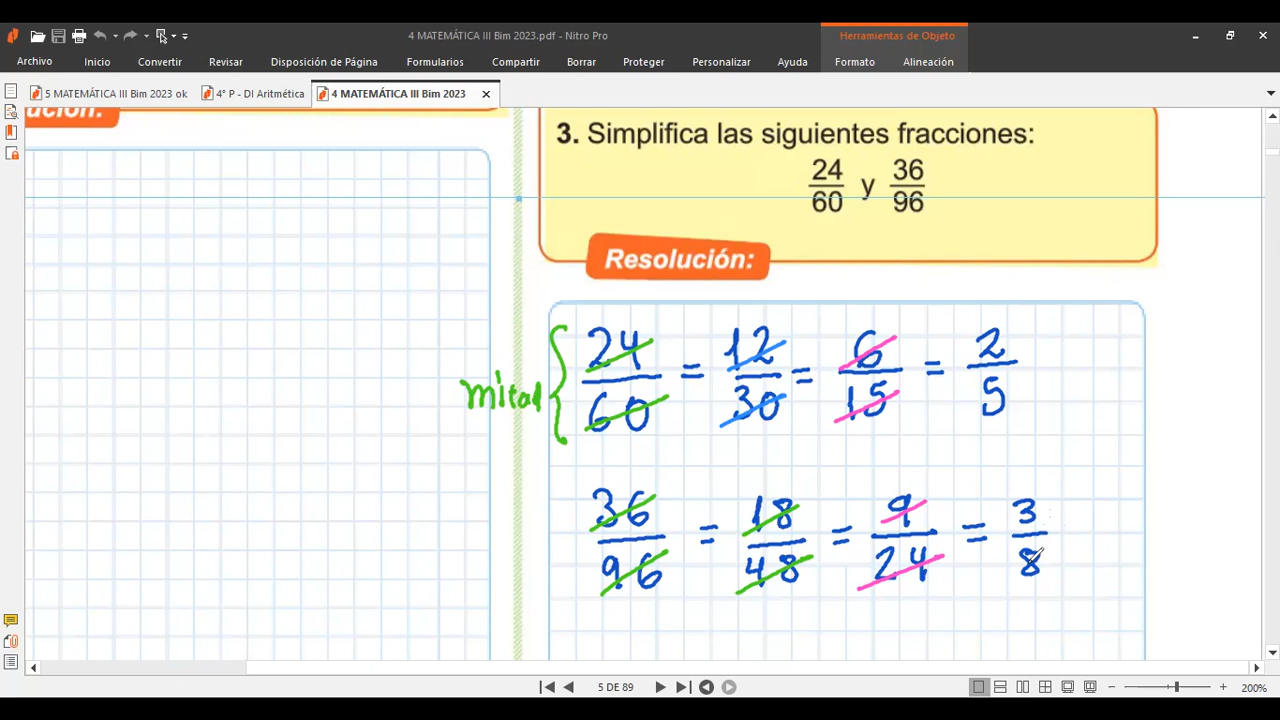 4 MATEMÁTICA III Bim 2023.pdf - Nitro Pro
Herramientas de Objeto
Archivo Inicio Convertir Revisar Disposición de Página Formularios Compartir Borrar Proteger Personalizar Ayuda Formato Alineación
5 MATEMÁTICA III Bim 2023 ok 4° P - DI Aritmética 4 MATEMÁTICA III Bim 2023
ución:
3. Simplifica las siguientes fracciones:
24/60 y 36/96
Resolución:
mitad 24/60 = 12/30 = 6/15 = 2/5
36/96 = 18/48 = 9/24 = 3/8
5 DE 89
200%